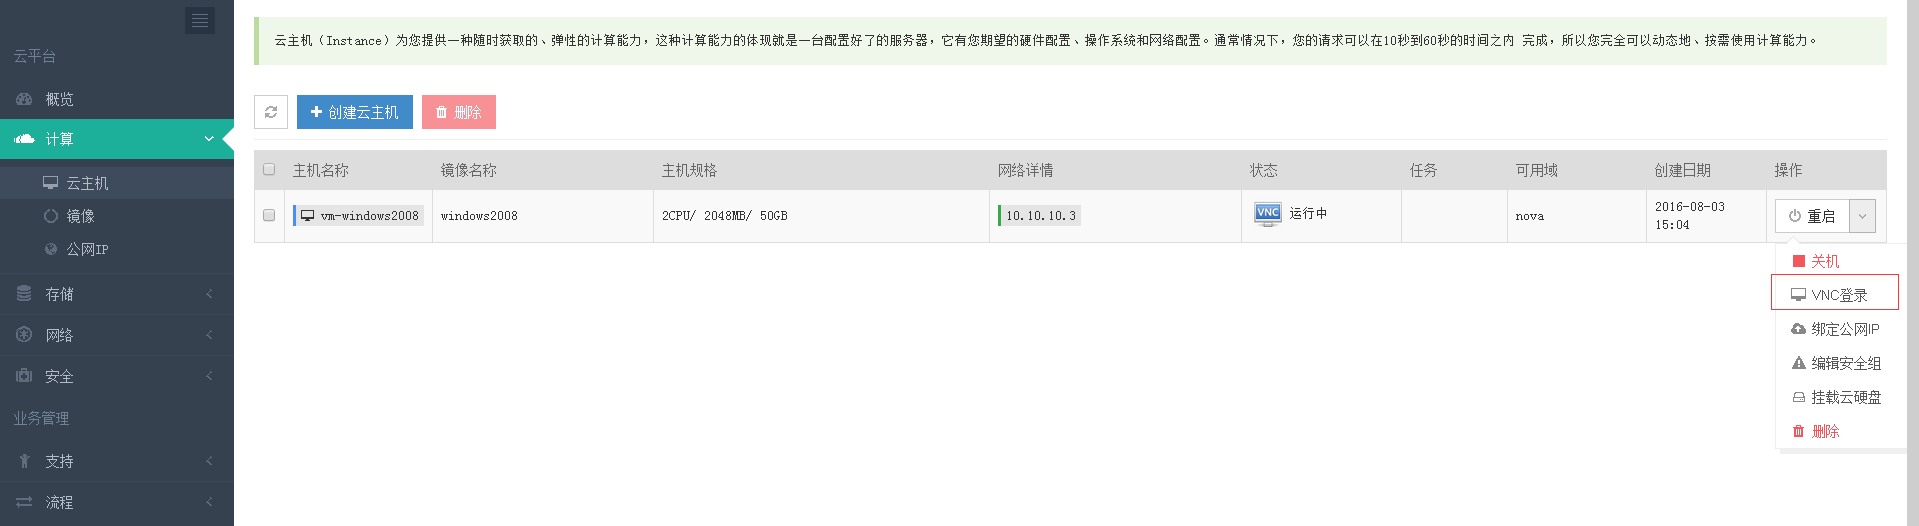 云平台
概览
计算
云主机
镜像
公网IP
存储
网络
安全
业务管理
支持
流程
云主机（Instance）为您提供一种随时获取的、弹性的计算能力，这种计算能力的体现就是一台配置好了的服务器，它有您期望的硬件配置、操作系统和网络配置。通常情况下，您的请求可以在10秒到60秒的时间之内 完成，所以您完全可以动态地、按需使用计算能力。
创建云主机 删除
主机名称 镜像名称 主机规格 网络详情 状态 任务 可用域 创建日期 操作
vm-windows2008 windows2008 2CPU/ 2048MB/ 50GB 10.10.10.3 VNC 运行中 nova 2016-08-03 重启
15:04
关机
VNC登录
绑定公网IP
编辑安全组
挂载云硬盘
删除